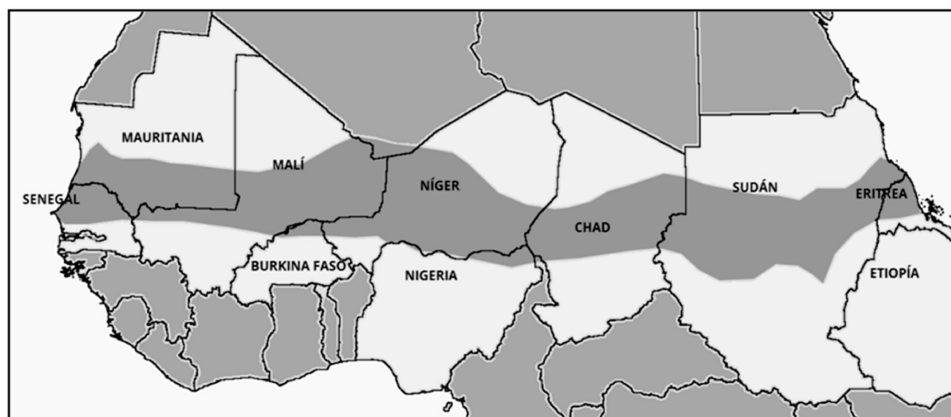 MAURITANIA
MALÍ
SENEGAL
NÍGER
SUDÁN
ERITREA
CHAD
BURKINA FASO
NIGERIA
ETIOPÍA